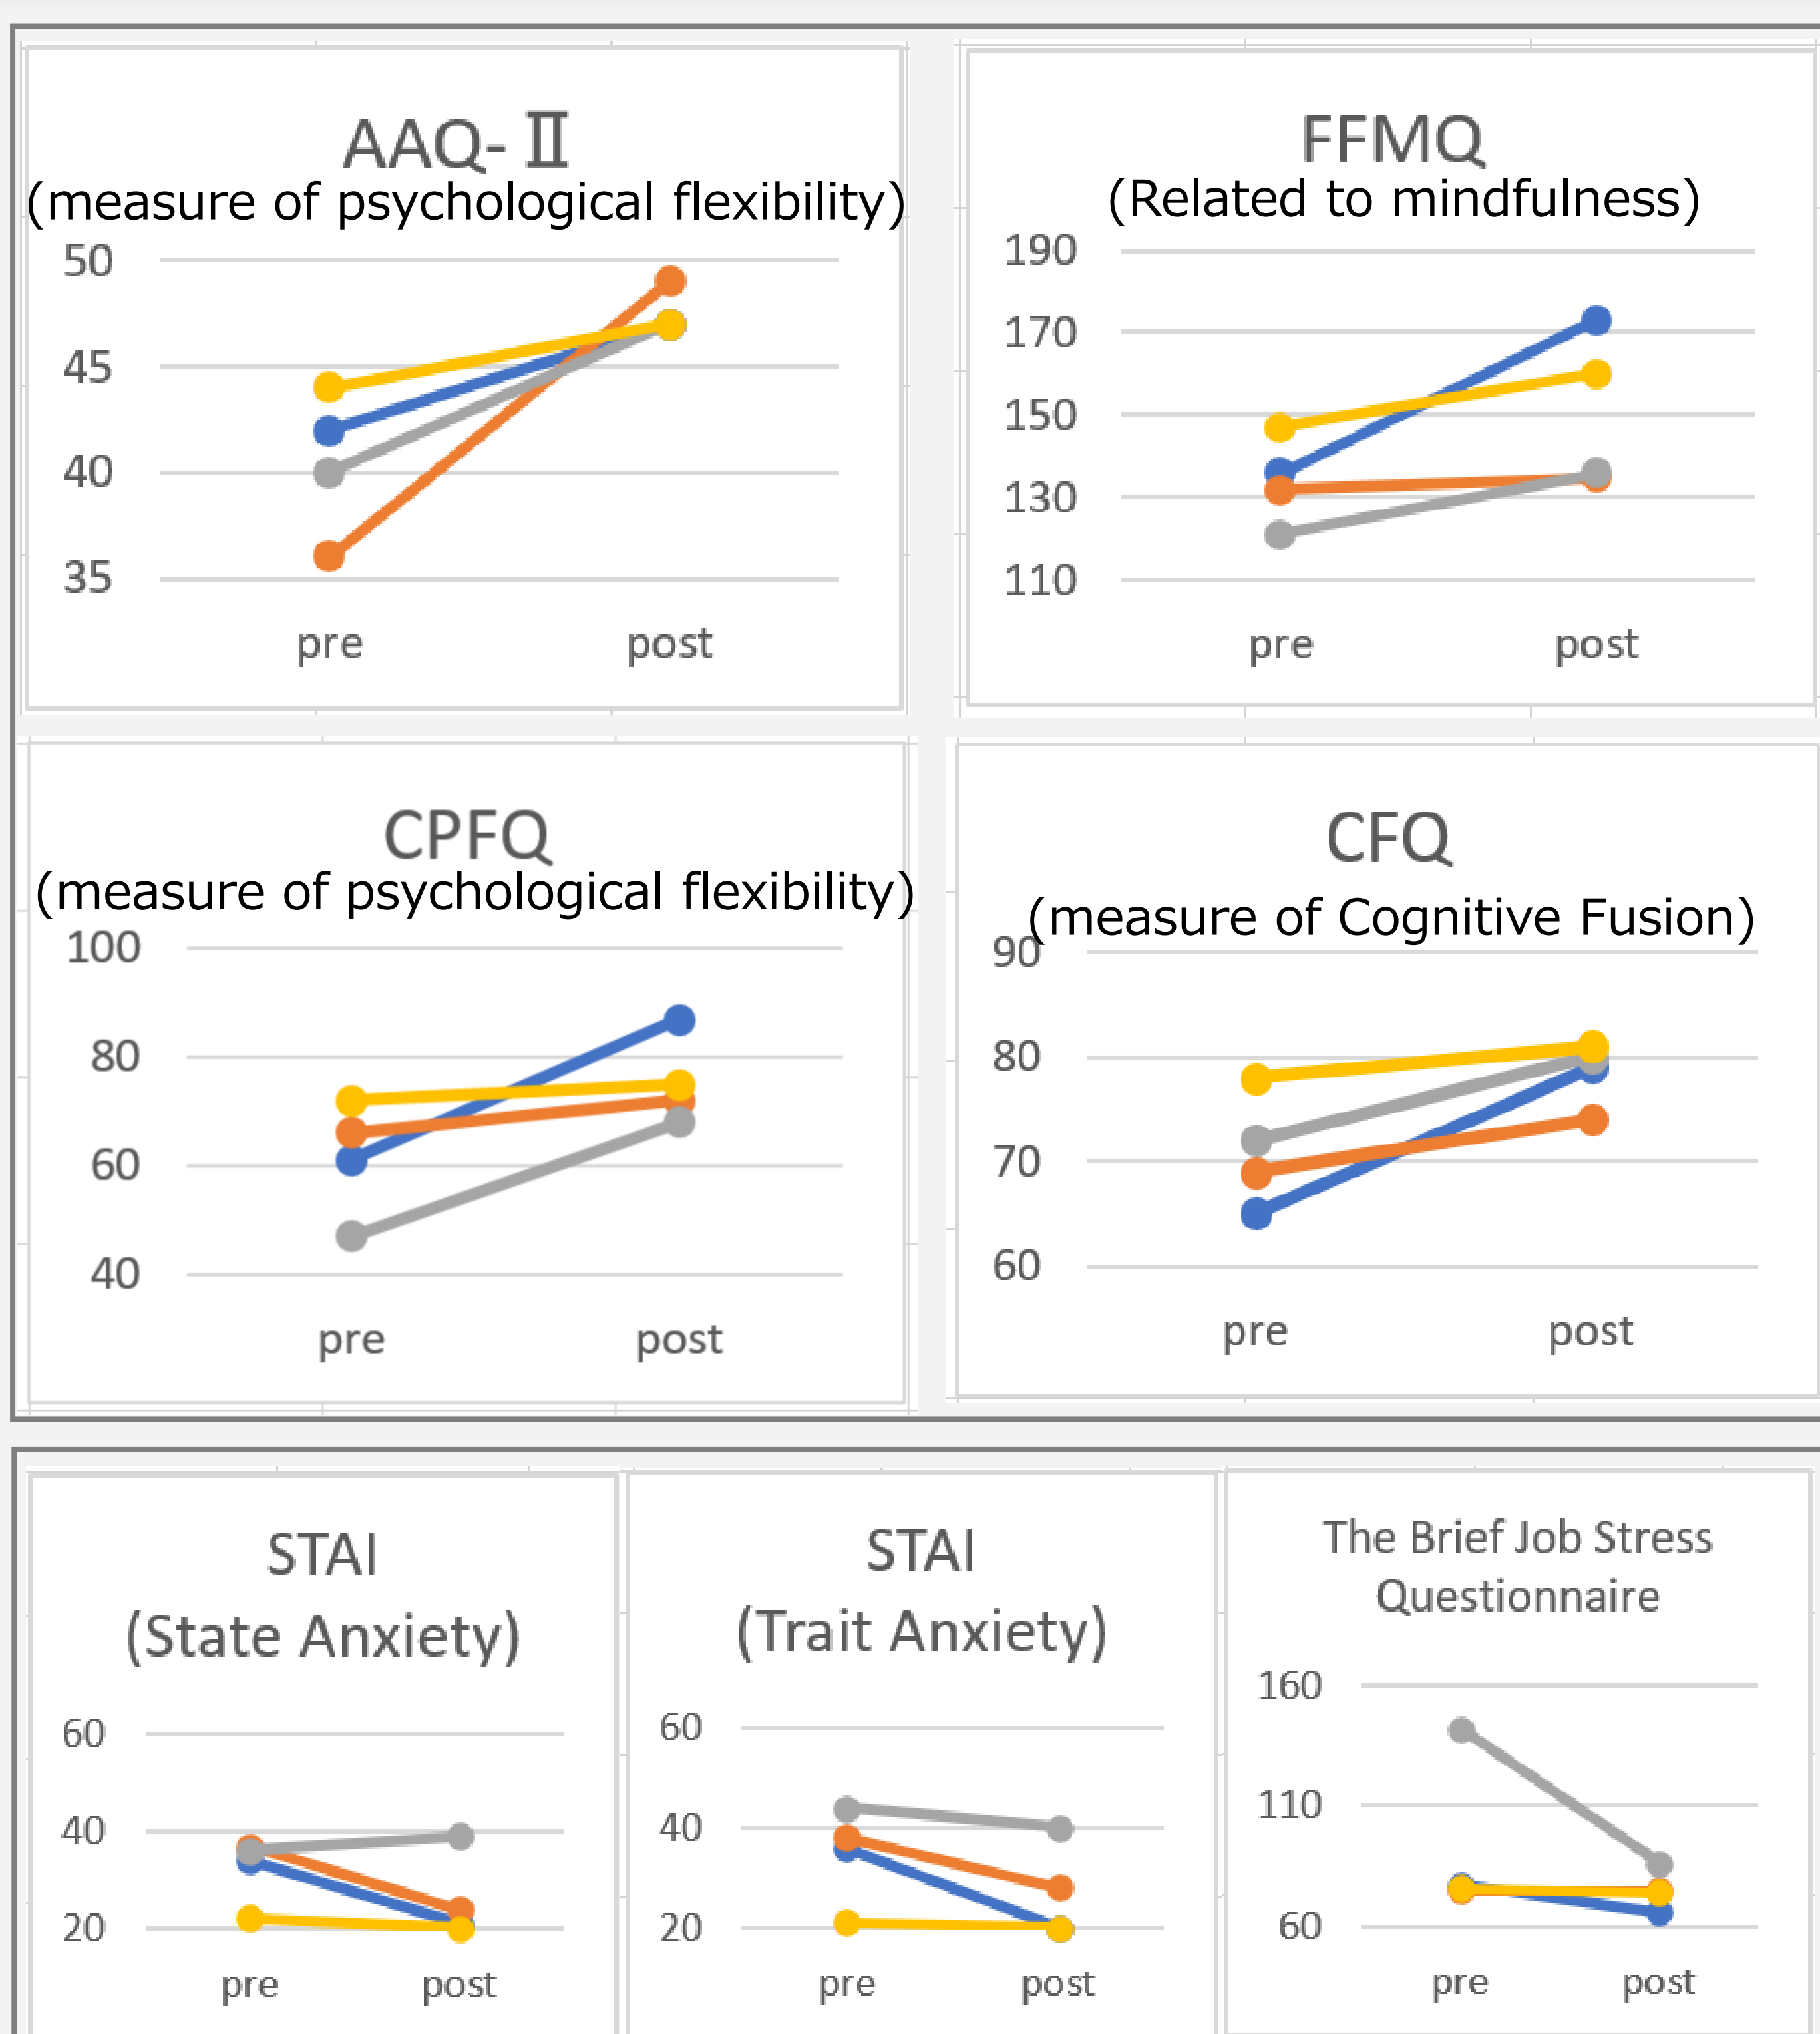 AAQ-Ⅱ
(measure of psychological flexibility)
50
45
40
35
pre post
FFMQ
(Related to mindfulness)
190
170
150
130
110
pre post
CPFQ
(measure of psychological flexibility)
100
80
60
40
pre post
CFQ
(measure of Cognitive Fusion)
90
80
70
60
pre post
STAI
(State Anxiety)
60
40
20
pre post
STAI
(Trait Anxiety)
60
40
20
pre post
The Brief Job Stress
Questionnaire
160
110
60
pre post